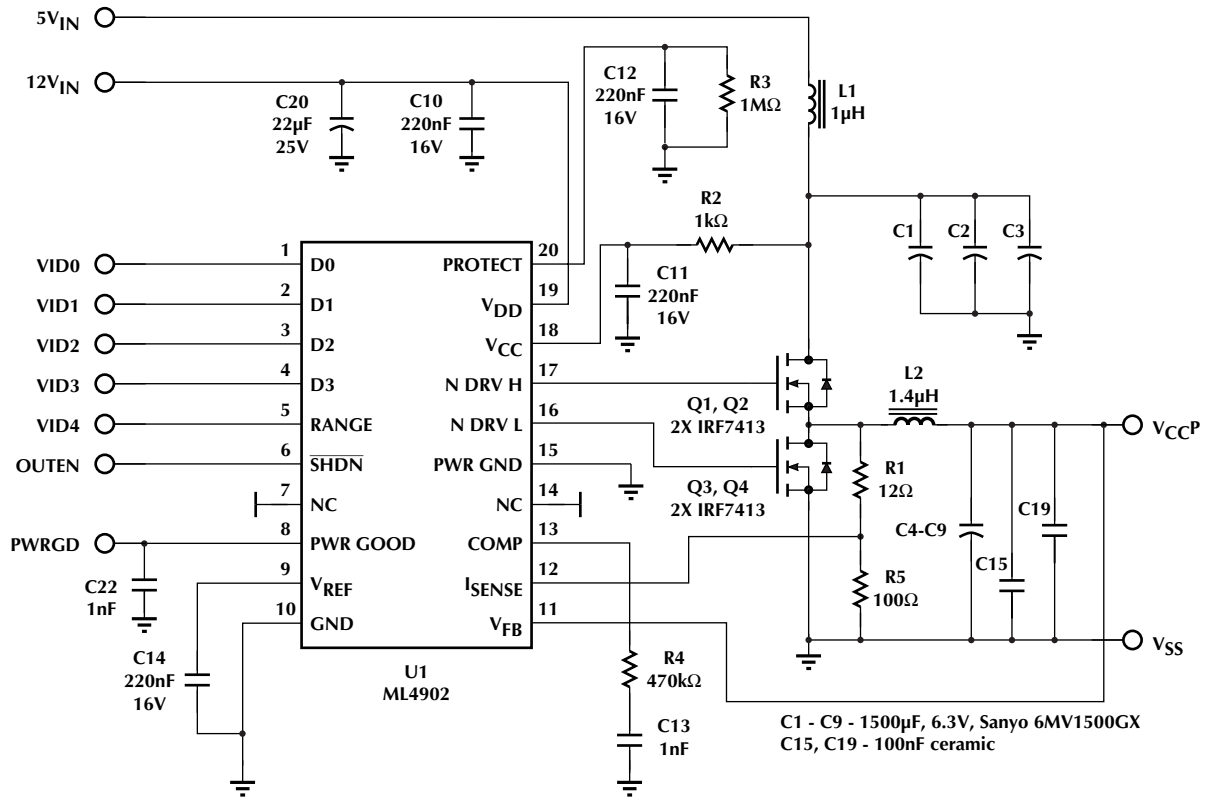 5VIN
12VIN
C20
22µF
25V
C10
220nF
16V
C12
220nF
16V
R3
1MΩ
L1
1µH
R2
1kΩ
C11
220nF
16V
C1
C2
C3
VID0
VID1
VID2
VID3
VID4
OUTEN
PWRGD
1
2
3
4
5
6
7
8
9
10
D0
D1
D2
D3
RANGE
SHDN
NC
PWR GOOD
VREF
GND
PROTECT
VDD
VCC
N DRV H
N DRV L
PWR GND
NC
COMP
ISENSE
VFB
20
19
18
17
16
15
14
13
12
11
U1
ML4902
C22
1nF
C14
220nF
16V
Q1, Q2
2X IRF7413
Q3, Q4
2X IRF7413
L2
1.4µH
R1
12Ω
R5
100Ω
C4-C9
C15
C19
VCCP
VSS
R4
470kΩ
C13
1nF
C1 - C9 - 1500µF, 6.3V, Sanyo 6MV1500GX
C15, C19 - 100nF ceramic